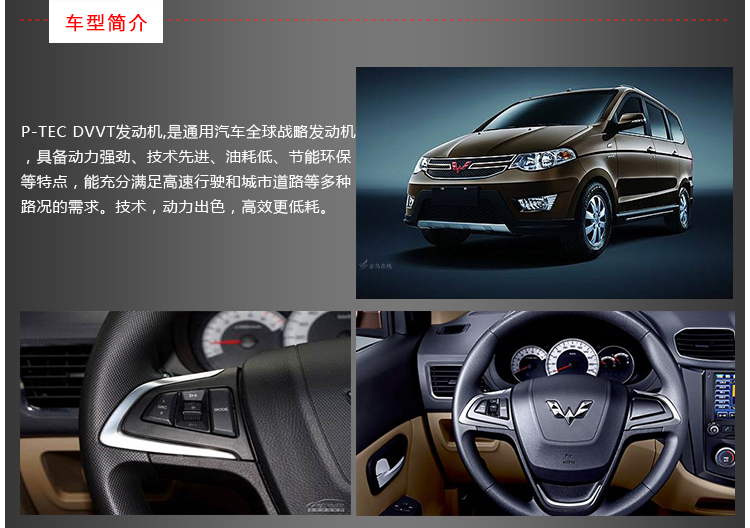 车型简介
P-TEC DVVT发动机,是通用汽车全球战略发动机
，具备动力强劲、技术先进、油耗低、节能环保
等特点，能充分满足高速行驶和城市道路等多种
路况的需求。技术，动力出色，高效更低耗。
MODE